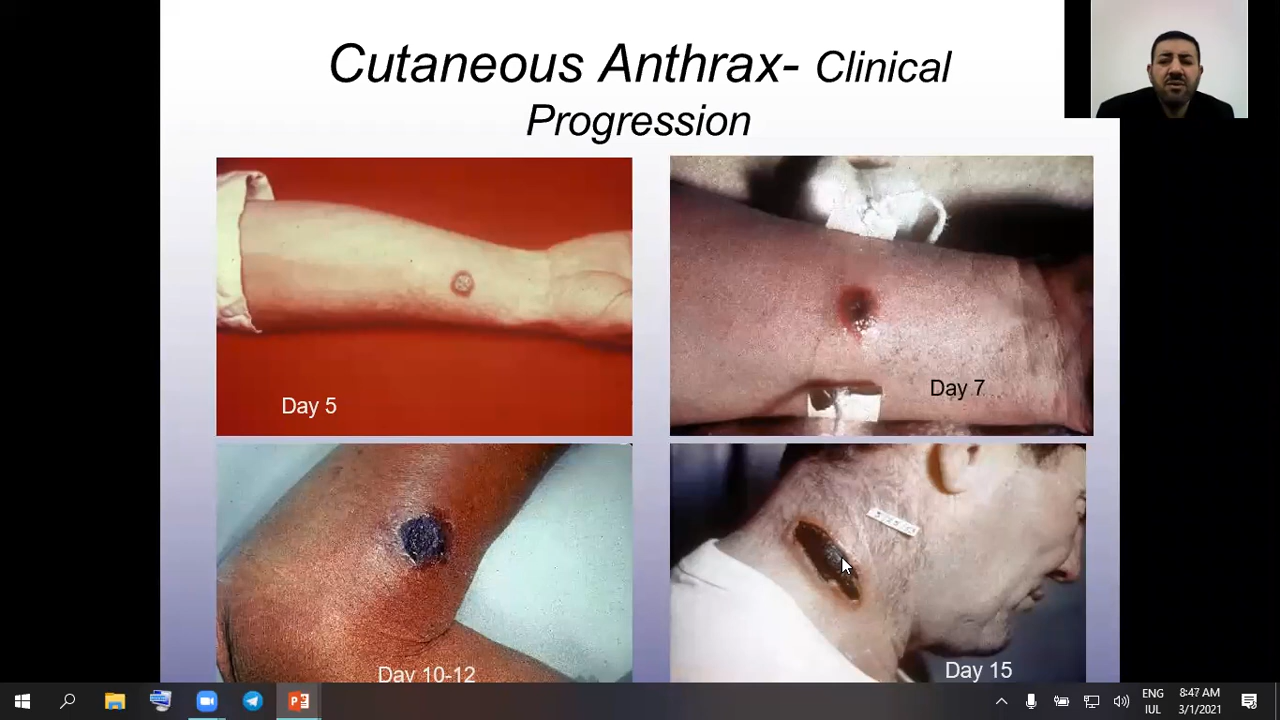 Cutaneous Anthrax- Clinical
Progression
Day 5
Day 7
Day 10-12
Day 15
ENG
IUL
8:47 AM
3/1/2021